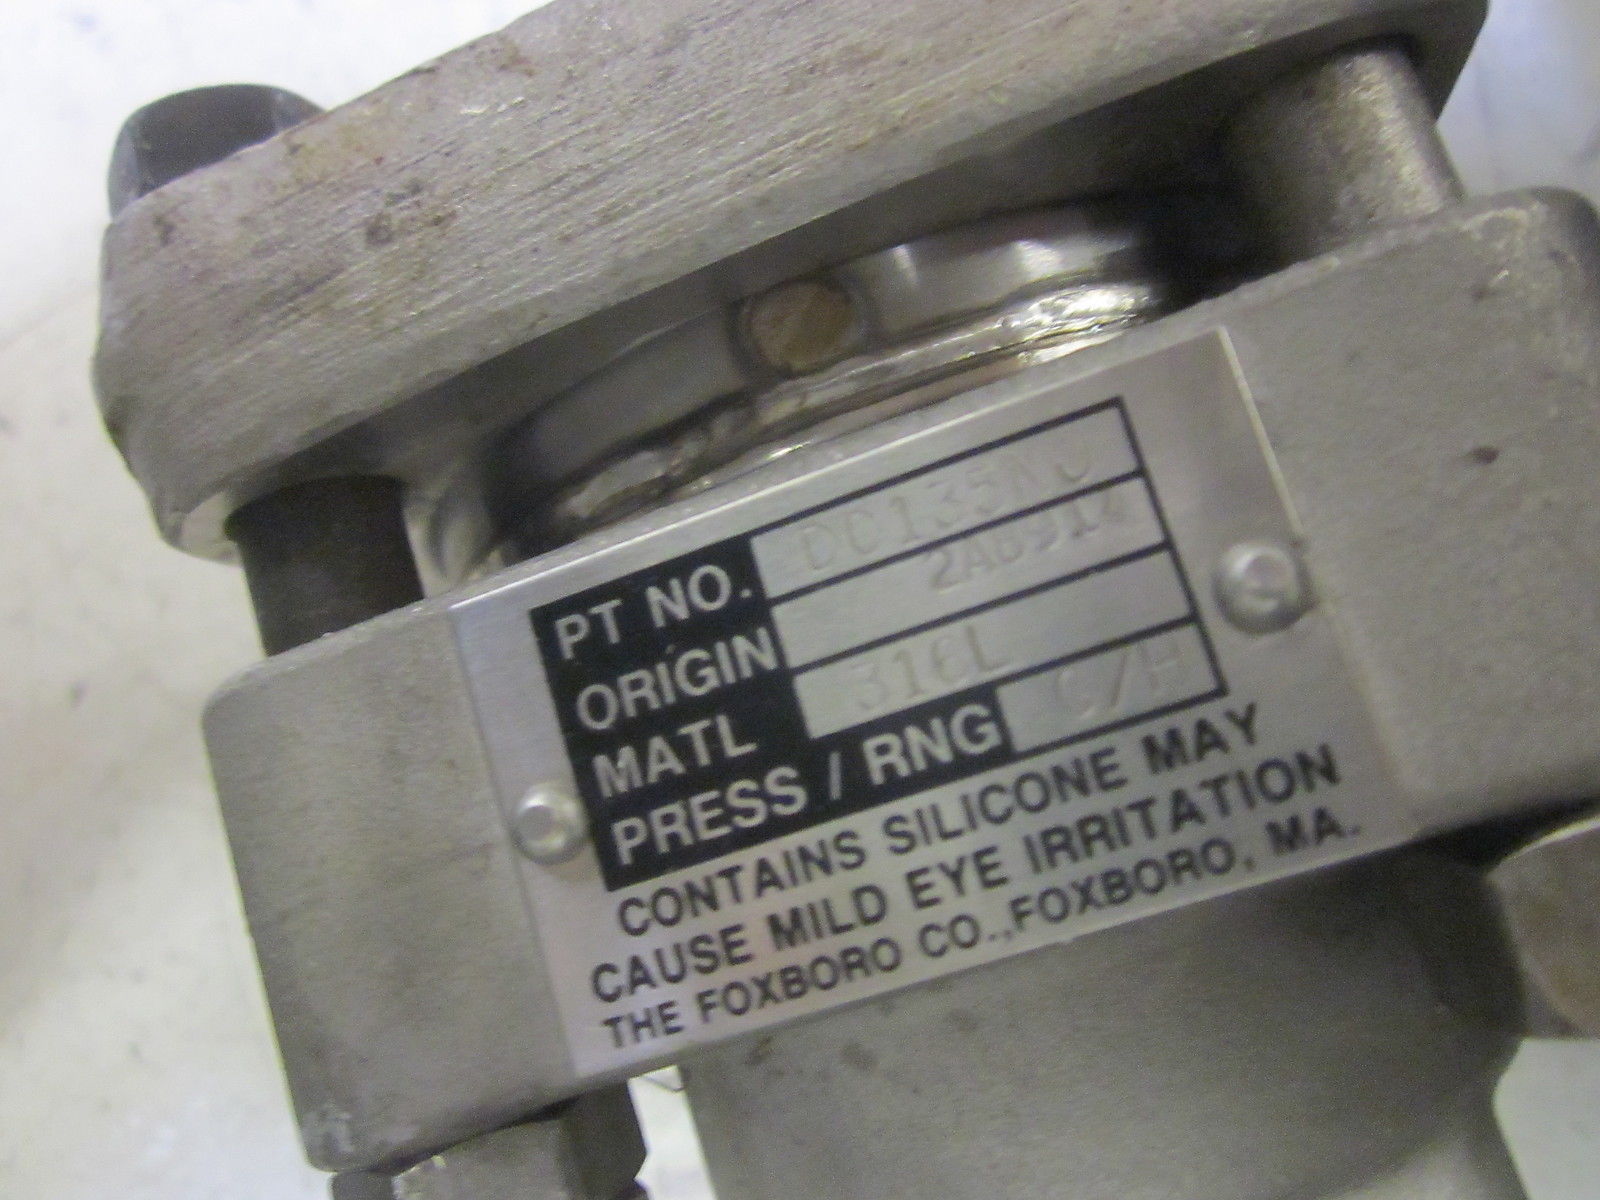 PT NO.
ORIGIN 2A6914
MATL 316L
PRESS / RNG C/H
CONTAINS SILICONE MAY
CAUSE MILD EYE IRRITATION
THE FOXBORO CO., FOXBORO, MA.